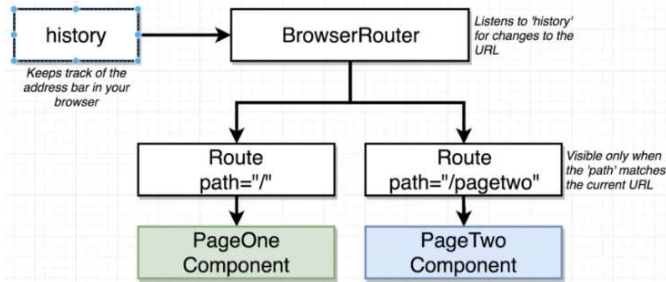 history
BrowserRouter
Listens to 'history'
for changes to the
URL
Keeps track of the
address bar in your
browser
Route
path="/"
Route
path="/pagetwo"
Visible only when
the 'path' matches
the current URL
PageOne
Component
PageTwo
Component